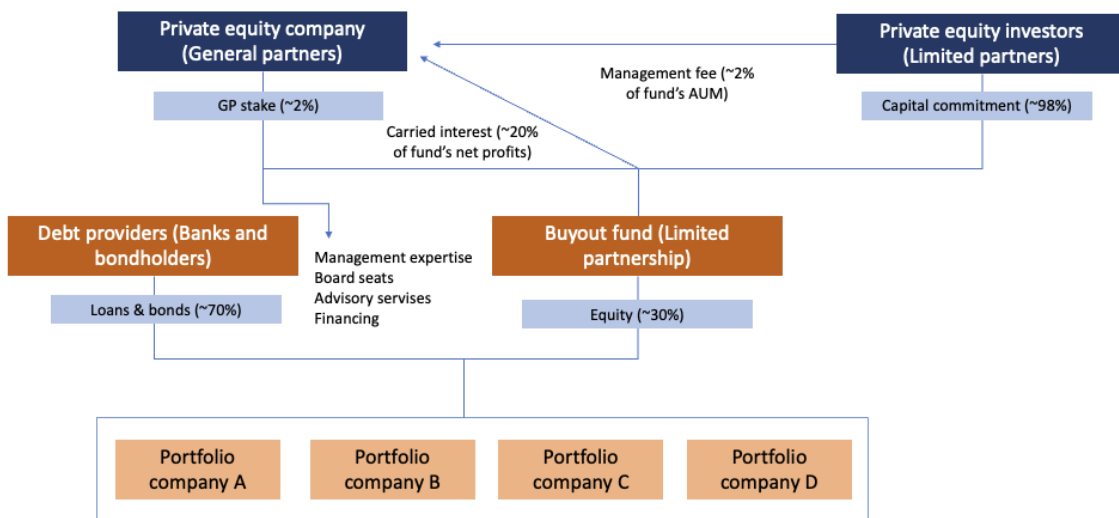 Private equity company
(General partners)
Private equity investors
(Limited partners)
Management fee (~2%
of fund's AUM)
GP stake (~2%)
Capital commitment (~98%)
Carried interest (~20%
of fund's net profits)
Debt providers (Banks and
bondholders)
Buyout fund (Limited
partnership)
Management expertise
Board seats
Advisory servises
Financing
Loans & bonds (~70%)
Equity (~30%)
Portfolio
company A
Portfolio
company B
Portfolio
company C
Portfolio
company D